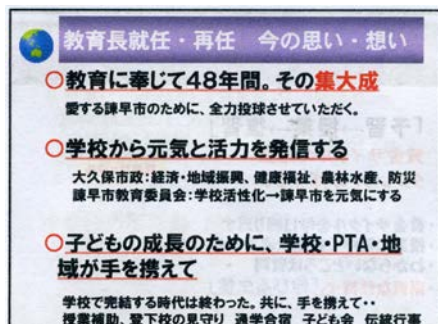 教育長就任・再任　今の思い・想い
○教育に奉じて48年間。その集大成
愛する諫早市のために、全力投球させていただく。
○学校から元気と活力を発信する
大久保市政：経済・地域振興、健康福祉、農林水産、防災
諫早市教育委員会：学校活性化→諫早市を元気にする
○子どもの成長のために、学校・PTA・地
域が手を携えて
学校で完結する時代は終わった。共に、手を携えて・・
授業補助、登下校の見守り　通学合宿　子ども会　伝統行事